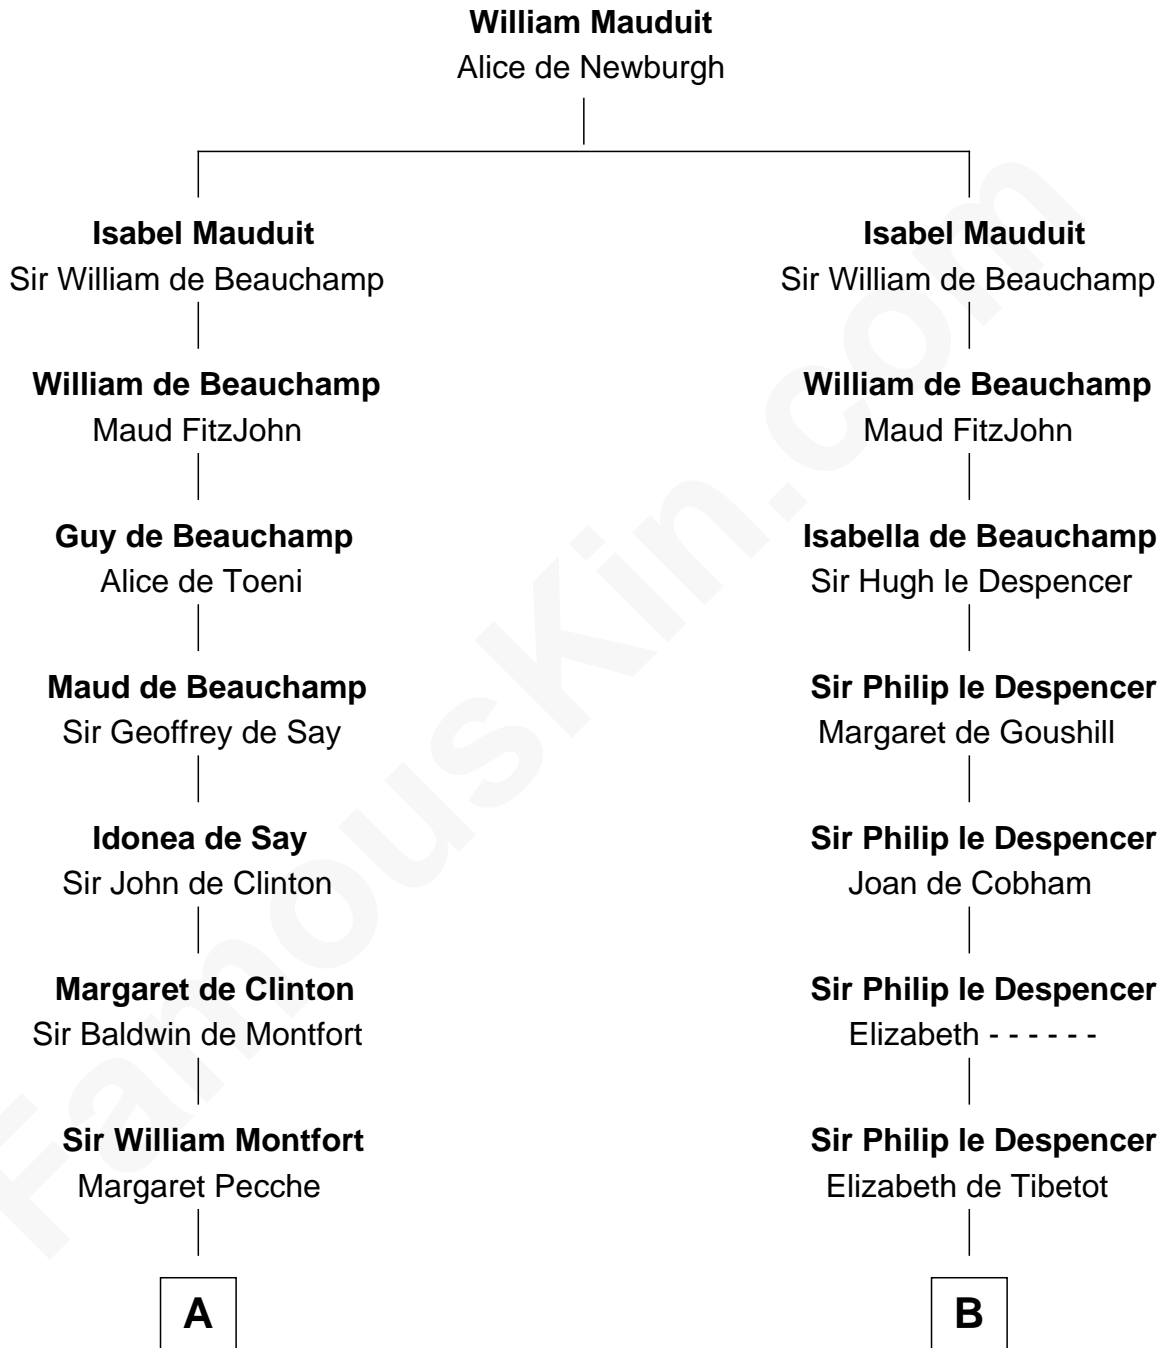 William Mauduit
Alice de Newburgh
Isabel Mauduit
Sir William de Beauchamp
Isabel Mauduit
Sir William de Beauchamp
William de Beauchamp
Maud FitzJohn
William de Beauchamp
Maud FitzJohn
Guy de Beauchamp
Alice de Toeni
Isabella de Beauchamp
Sir Hugh le Despencer
Maud de Beauchamp
Sir Geoffrey de Say
Sir Philip le Despencer
Margaret de Goushill
Idonea de Say
Sir John de Clinton
Sir Philip le Despencer
Joan de Cobham
Margaret de Clinton
Sir Baldwin de Montfort
Sir Philip le Despencer
Elizabeth - - - - - -
Sir William Montfort
Margaret Pecche
Sir Philip le Despencer
Elizabeth de Tibetot
A
B
FamousKin.com